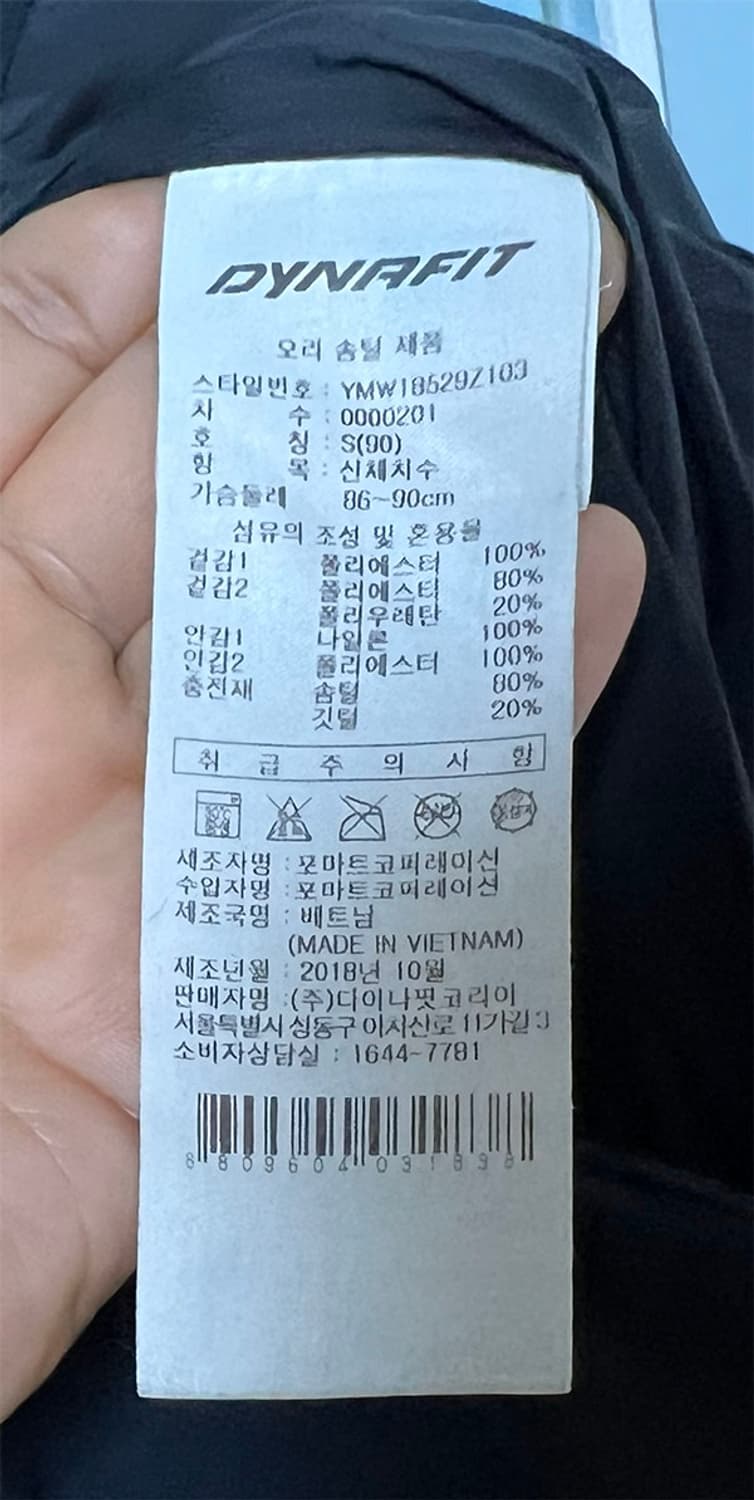 DYNAFIT
오리 솜털 제품
스타일번호 : YMW18529Z103
차 수 : 0000201
호 칭 : S(90)
항 목 : 신체치수
가슴둘레 86~90cm
섬유의 조성 및 혼용율
겉감1 폴리에스터 100%
겉감2 폴리에스터 80%
폴리우레탄 20%
안감1 나일론 100%
안감2 폴리에스터 100%
충전재 솜털 80%
깃털 20%
취 급 주 의 사 항
제조자명 : 포마트코퍼레이션
수입자명 : 포마트코퍼레이션
제조국명 : 베트남
(MADE IN VIETNAM)
제조년월 : 2018년 10월
판매자명 : (주)다이나핏코리아
서울특별시 성동구 11가길 3
소비자상담실 : 1644-7781
8 809604 031898